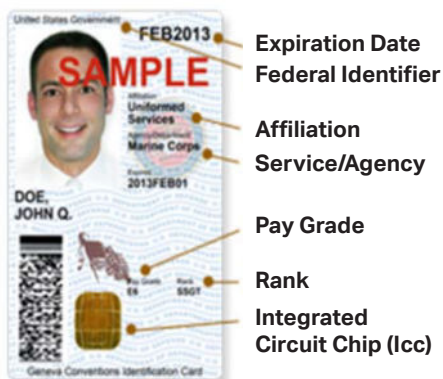 United States Government
FEB2013
SAMPLE
Affiliation
Uniformed
Services
Agency/Department
Marine Corps
Expires
2013FEB01
DOE,
JOHN Q.
Pay Grade
E6
Rank
SSGT
Geneva Conventions Identification Card
Expiration Date
Federal Identifier
Affiliation
Service/Agency
Pay Grade
Rank
Integrated
Circuit Chip (Icc)